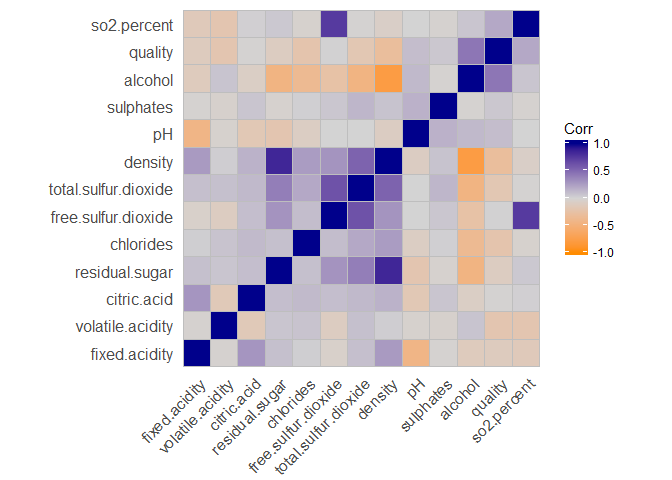 so2.percent
quality
alcohol
sulphates
pH
density
total.sulfur.dioxide
free.sulfur.dioxide
chlorides
residual.sugar
citric.acid
volatile.acidity
fixed.acidity
fixed.acidity
volatile.acidity
citric.acid
residual.sugar
chlorides
free.sulfur.dioxide
total.sulfur.dioxide
density
pH
sulphates
alcohol
quality
so2.percent
Corr
1.0
0.5
0.0
-0.5
-1.0